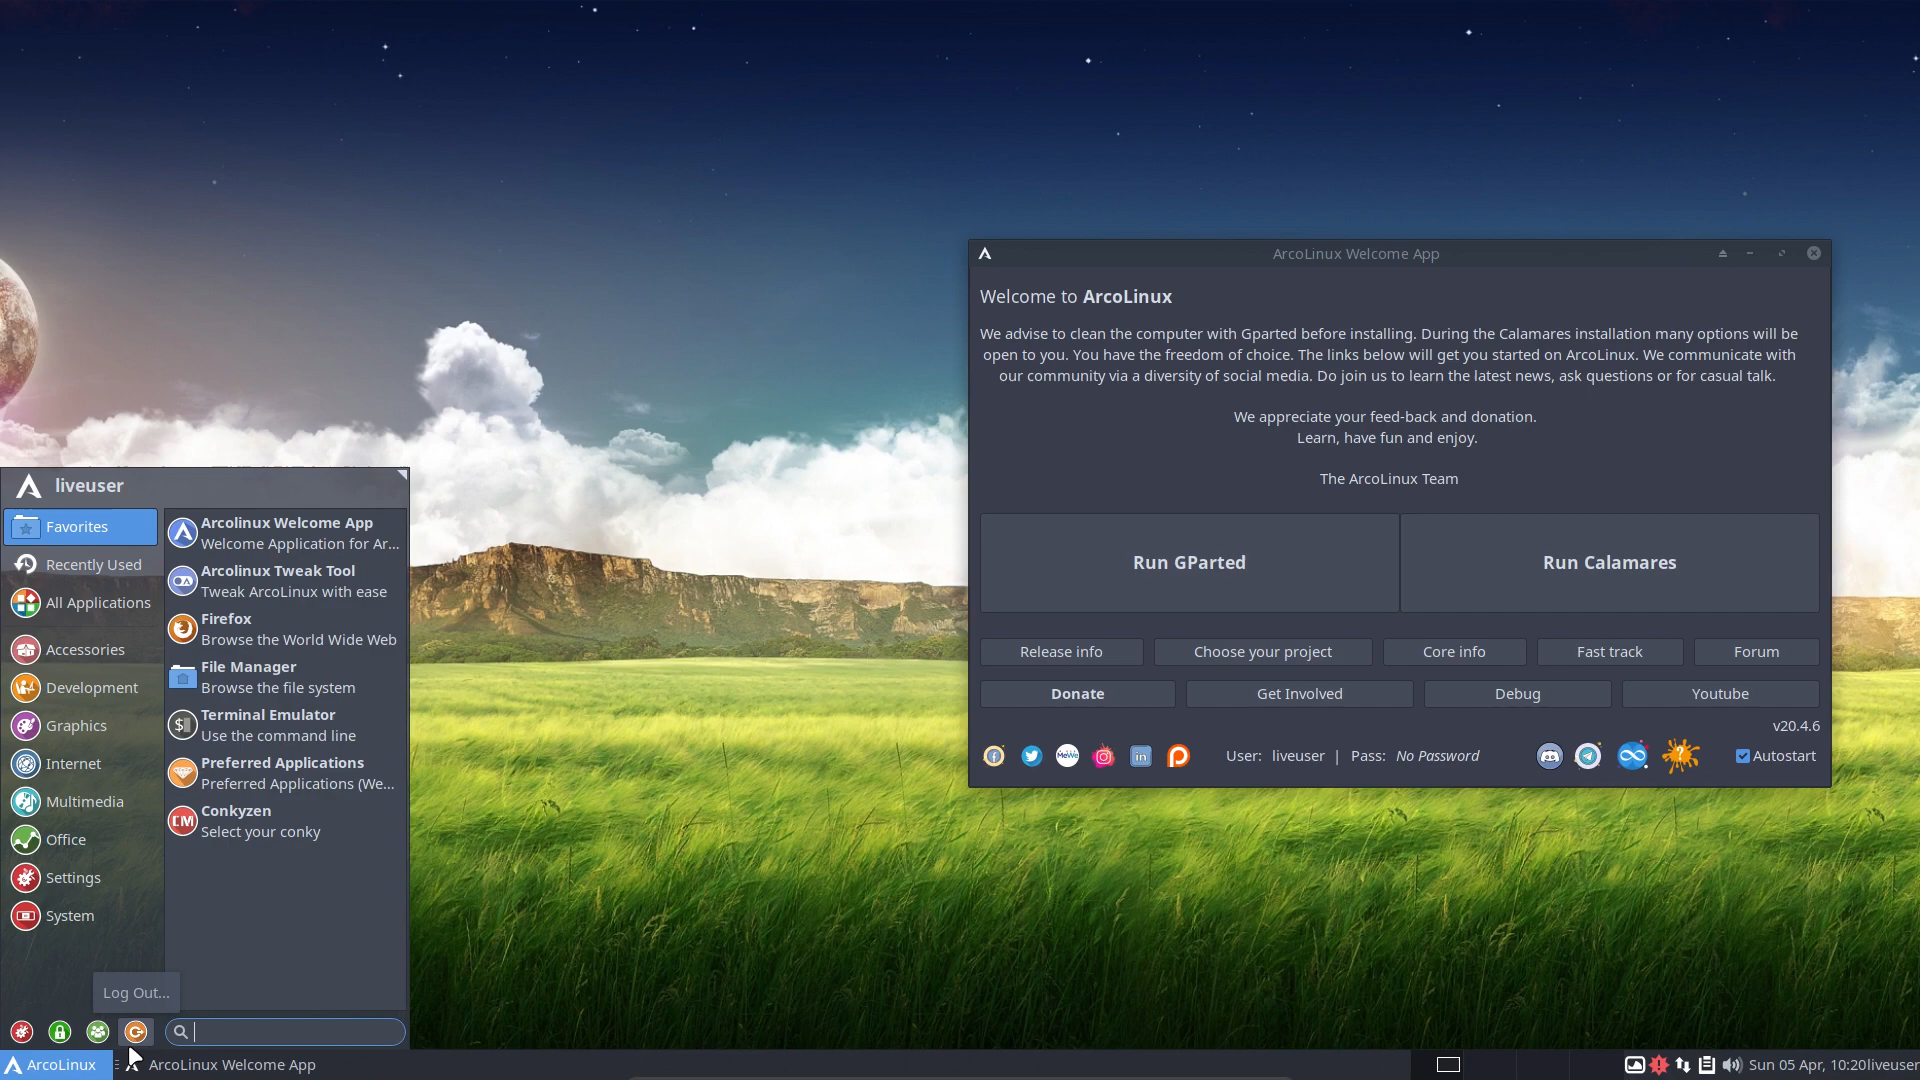 ArcoLinux Welcome App
Welcome to ArcoLinux
We advise to clean the computer with Gparted before installing. During the Calamares installation many options will be
open to you. You have the freedom of choice. The links below will get you started on ArcoLinux. We communicate with
our community via a diversity of social media. Do join us to learn the latest news, ask questions or for casual talk.
We appreciate your feed-back and donation.
Learn, have fun and enjoy.
The ArcoLinux Team
Run GParted
Run Calamares
Release info
Choose your project
Core info
Fast track
Forum
Donate
Get Involved
Debug
Youtube
v20.4.6
MeWe
in
User: liveuser | Pass: No Password
Autostart
liveuser
Favorites
Recently Used
All Applications
Accessories
Development
Graphics
Internet
Multimedia
Office
Settings
System
Arcolinux Welcome App
Welcome Application for Ar...
Arcolinux Tweak Tool
Tweak ArcoLinux with ease
Firefox
Browse the World Wide Web
File Manager
Browse the file system
Terminal Emulator
Use the command line
Preferred Applications
Preferred Applications (We...
Conkyzen
Select your conky
Log Out...
ArcoLinux
ArcoLinux Welcome App
Sun 05 Apr, 10:20
liveuser